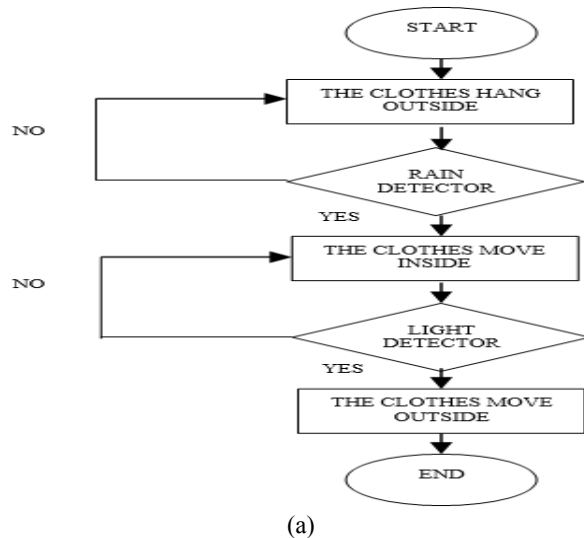 START
THE CLOTHES HANG
OUTSIDE
NO
RAIN
DETECTOR
YES
THE CLOTHES MOVE
INSIDE
NO
LIGHT
DETECTOR
YES
THE CLOTHES MOVE
OUTSIDE
END
(a)